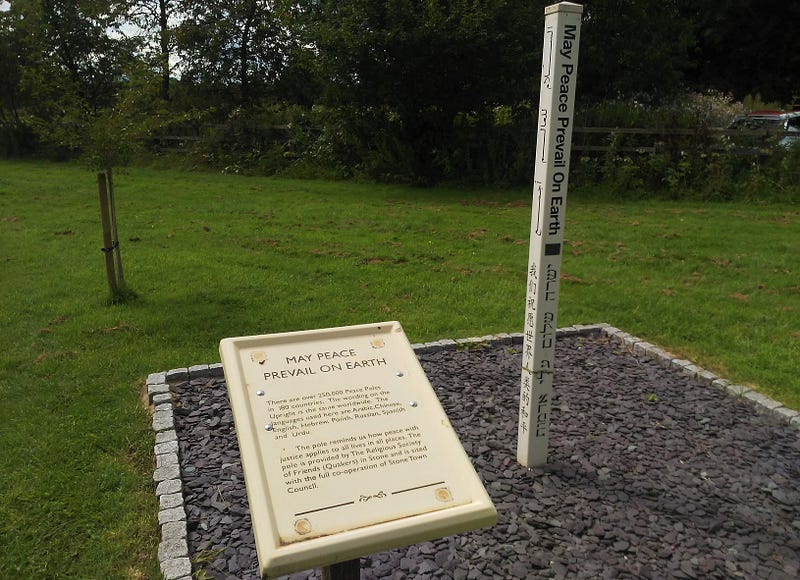 MAY PEACE
PREVAIL ON EARTH
There are over 250,000 Peace Poles
in 180 countries. The wording on the
Upright is the same worldwide. The
languages used here are Arabic,Chinese,
English, Hebrew, Polish, Russian, Spanish
and Urdu.
The pole reminds us how peace with
justice applies to all lives in all places. The
pole is provided by The Religious Society
of Friends (Quakers) in Stone and is sited
with the full co-operation of Stone Town
Council.
May Peace Prevail On Earth
我们祝愿世界人类的和平